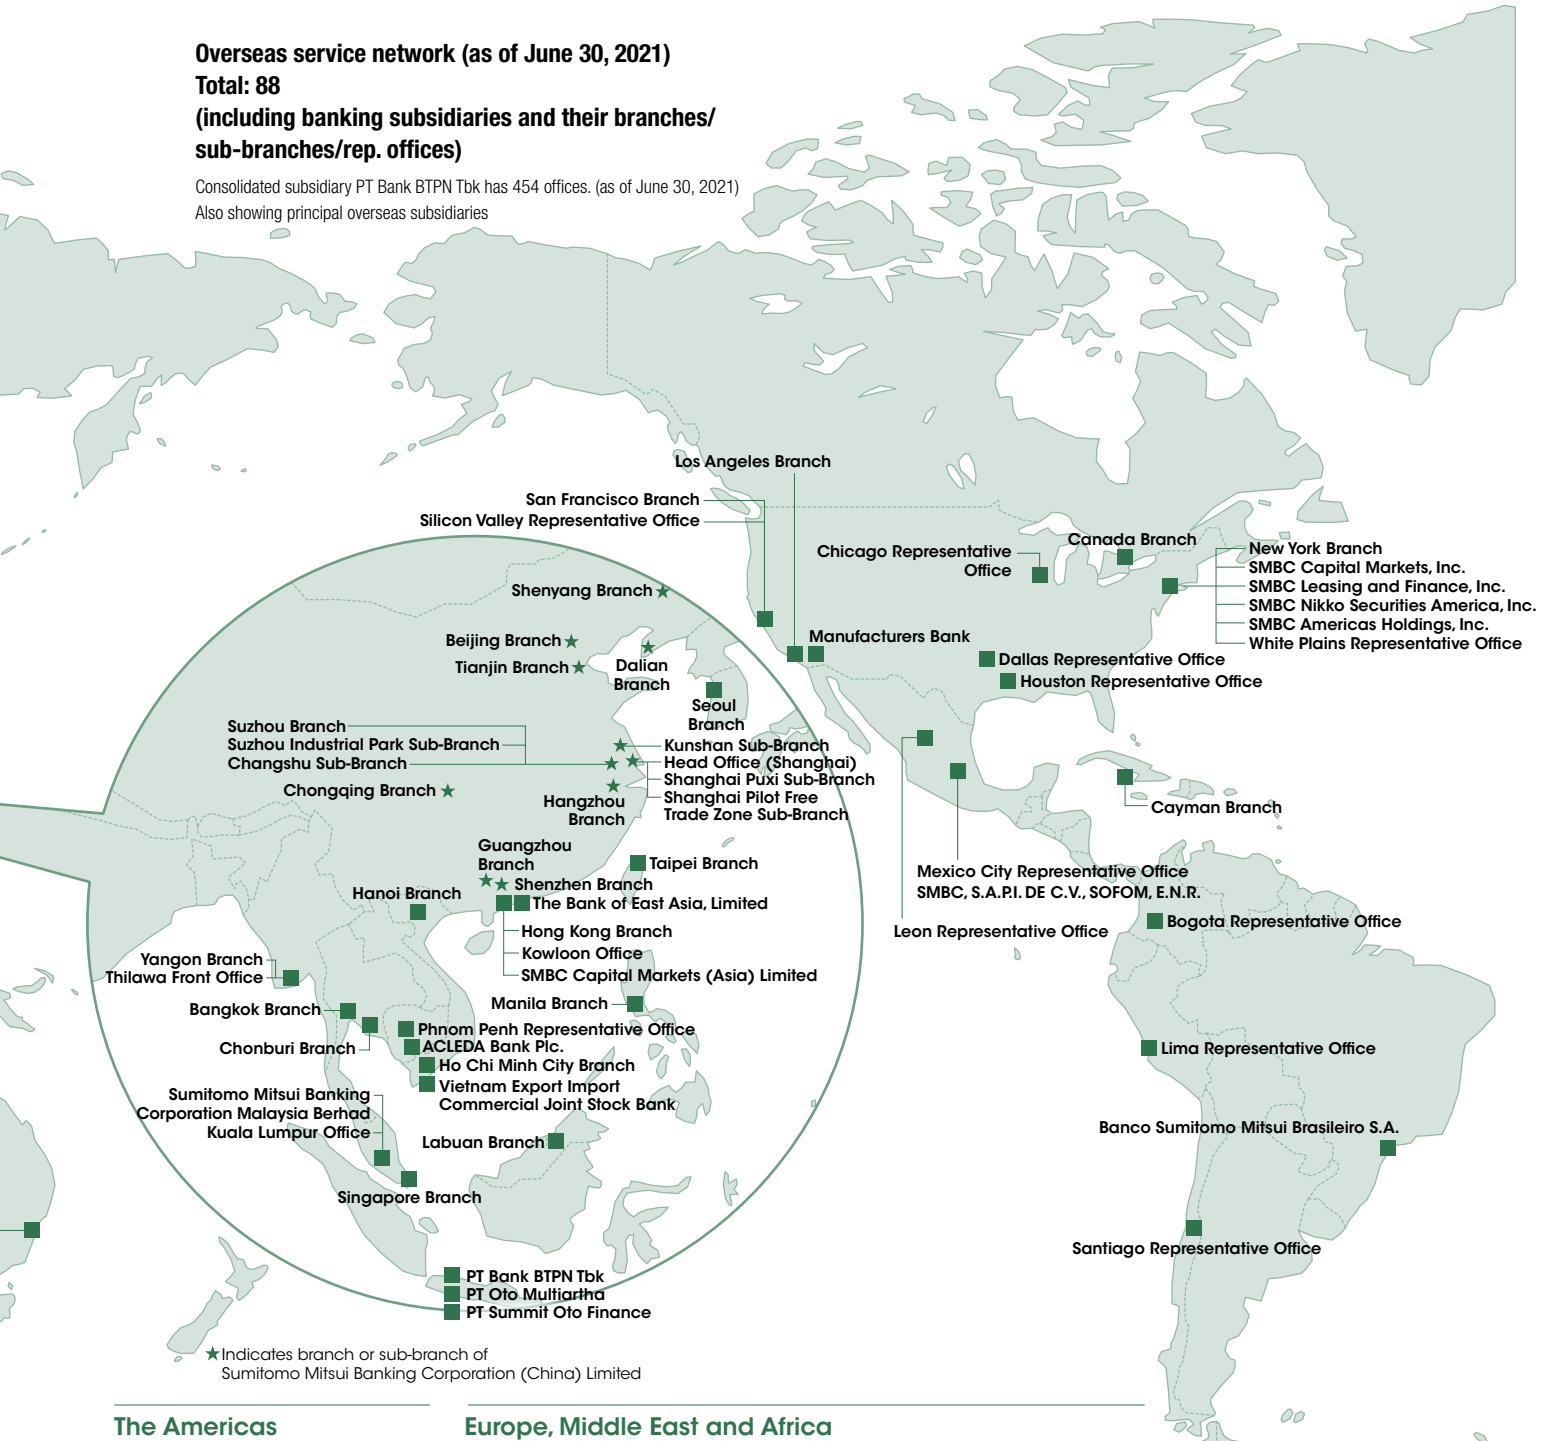 Overseas service network (as of June 30, 2021)
Total: 88
(including banking subsidiaries and their branches/
sub-branches/rep. offices)
Consolidated subsidiary PT Bank BTPN Tbk has 454 offices. (as of June 30, 2021)
Also showing principal overseas subsidiaries
Los Angeles Branch
San Francisco Branch
Silicon Valley Representative Office
Chicago Representative
Office
Canada Branch
New York Branch
SMBC Capital Markets, Inc.
SMBC Leasing and Finance, Inc.
SMBC Nikko Securities America, Inc.
SMBC Americas Holdings, Inc.
White Plains Representative Office
Manufacturers Bank
Dallas Representative Office
Houston Representative Office
Shenyang Branch ★
Beijing Branch ★
Tianjin Branch ★
★
Dalian
Branch
Seoul
Branch
Suzhou Branch
Suzhou Industrial Park Sub-Branch
Changshu Sub-Branch
Chongqing Branch ★
Kunshan Sub-Branch
Head Office (Shanghai)
Shanghai Puxi Sub-Branch
Shanghai Pilot Free
Trade Zone Sub-Branch
Hangzhou
Branch
Cayman Branch
Guangzhou
Branch
★ Shenzhen Branch
Taipei Branch
The Bank of East Asia, Limited
Hanoi Branch
Hong Kong Branch
Kowloon Office
SMBC Capital Markets (Asia) Limited
Mexico City Representative Office
SMBC, S.A.P.I. DE C.V., SOFOM, E.N.R.
Leon Representative Office
Bogota Representative Office
Yangon Branch
Thilawa Front Office
Manila Branch
Bangkok Branch
Chonburi Branch
Phnom Penh Representative Office
ACLEDA Bank Plc.
Ho Chi Minh City Branch
Vietnam Export Import
Commercial Joint Stock Bank
Lima Representative Office
Sumitomo Mitsui Banking
Corporation Malaysia Berhad
Kuala Lumpur Office
Labuan Branch
Singapore Branch
Banco Sumitomo Mitsui Brasileiro S.A.
Santiago Representative Office
PT Bank BTPN Tbk
PT Oto Multiartha
PT Summit Oto Finance
★Indicates branch or sub-branch of
Sumitomo Mitsui Banking Corporation (China) Limited
The Americas
Europe, Middle East and Africa